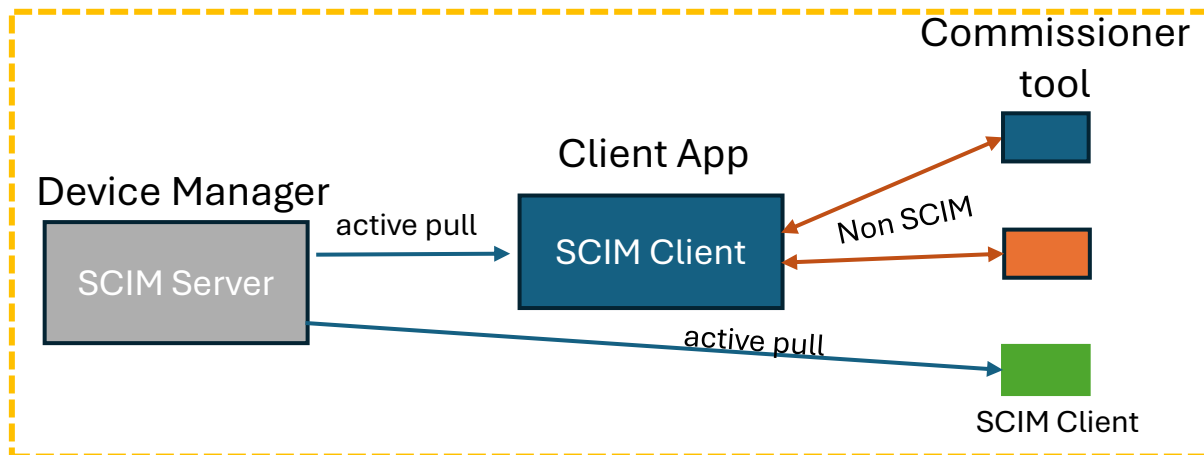 Commissioner
tool
Client App
Device Manager
active pull
SCIM Client
Non SCIM
SCIM Server
active pull
SCIM Client